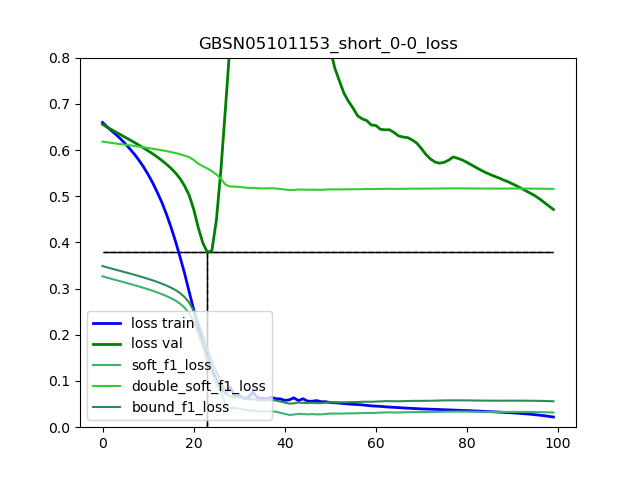 GBSN05101153_short_0-0_loss
0.8
0.7
0.6
0.5
0.4
0.3
0.2
0.1
0.0
loss train
loss val
soft_f1_loss
double_soft_f1_loss
bound_f1_loss
0 20 40 60 80 100